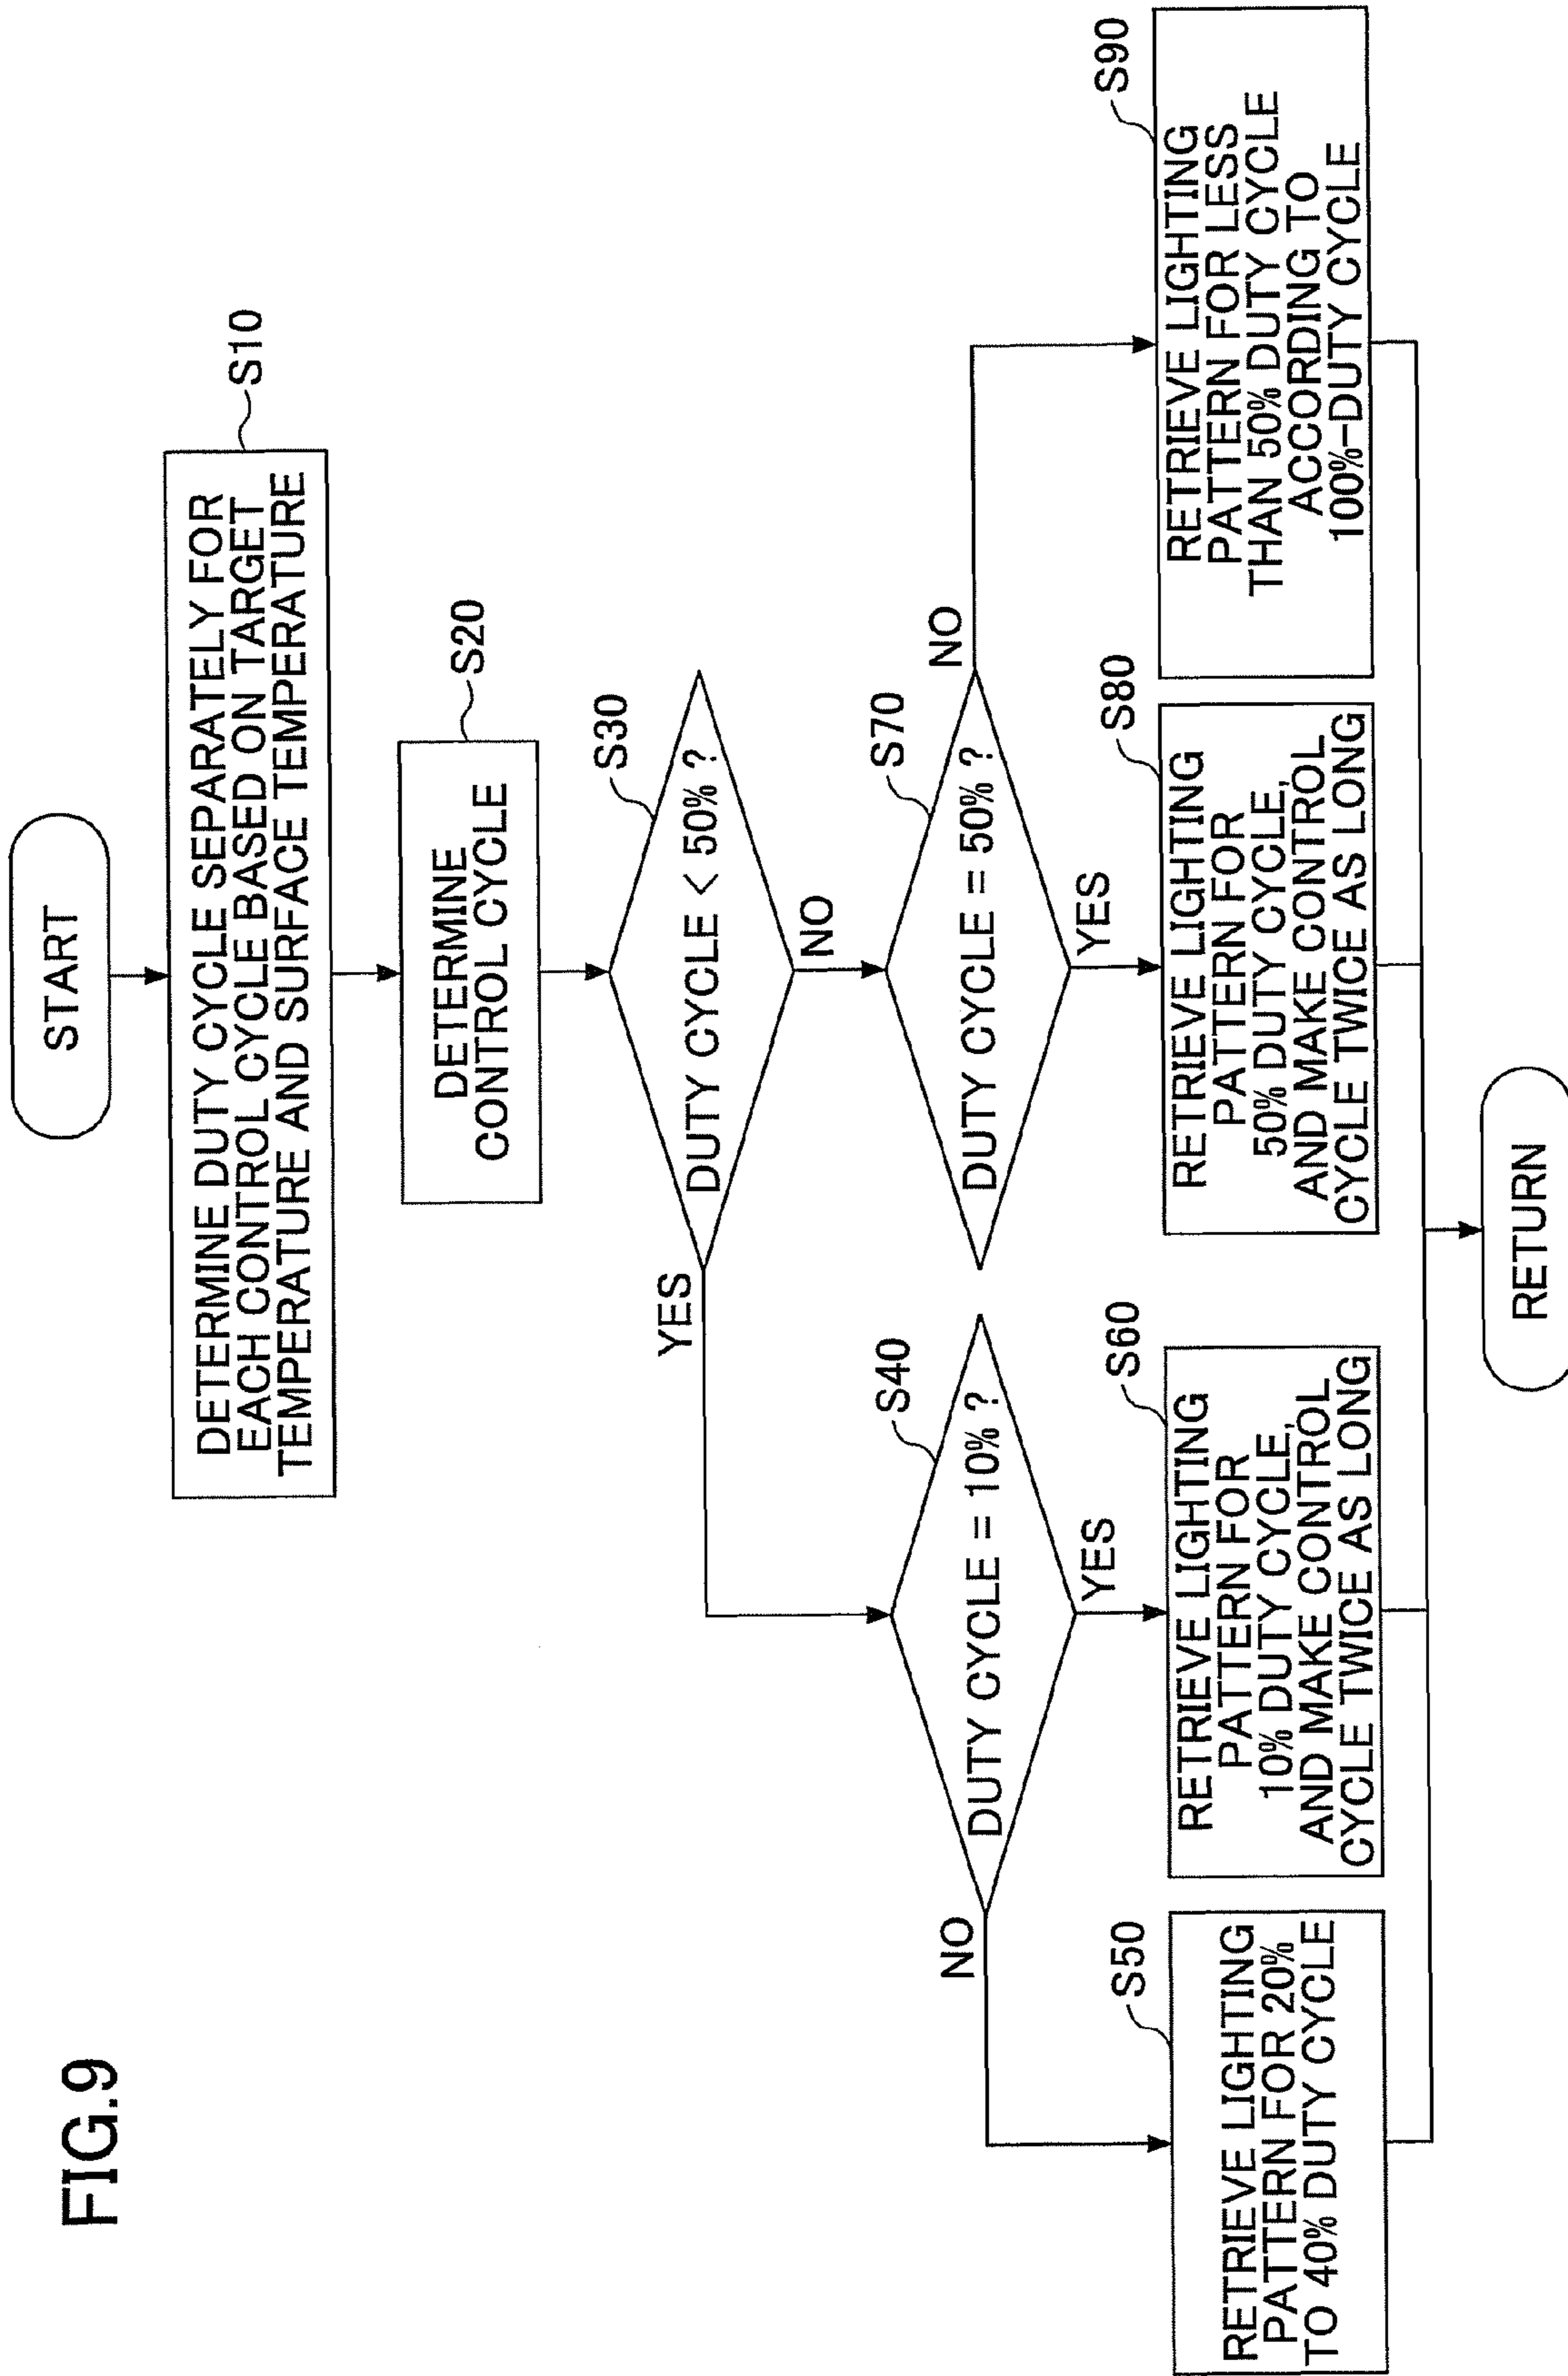 FIG.9
START
DETERMINE DUTY CYCLE SEPARATELY FOR
EACH CONTROL CYCLE BASED ON TARGET
TEMPERATURE AND SURFACE TEMPERATURE
S10
DETERMINE
CONTROL CYCLE
S20
DUTY CYCLE < 50% ?
S30
YES
NO
DUTY CYCLE = 10% ?
S40
NO
YES
DUTY CYCLE = 50% ?
S70
YES
NO
RETRIEVE LIGHTING
PATTERN FOR 20%
TO 40% DUTY CYCLE
S50
RETRIEVE LIGHTING
PATTERN FOR
10% DUTY CYCLE,
AND MAKE CONTROL
CYCLE TWICE AS LONG
S60
RETRIEVE LIGHTING
PATTERN FOR
50% DUTY CYCLE,
AND MAKE CONTROL
CYCLE TWICE AS LONG
S80
RETRIEVE LIGHTING
PATTERN FOR LESS
THAN 50% DUTY CYCLE
ACCORDING TO
100%-DUTY CYCLE
S90
RETURN